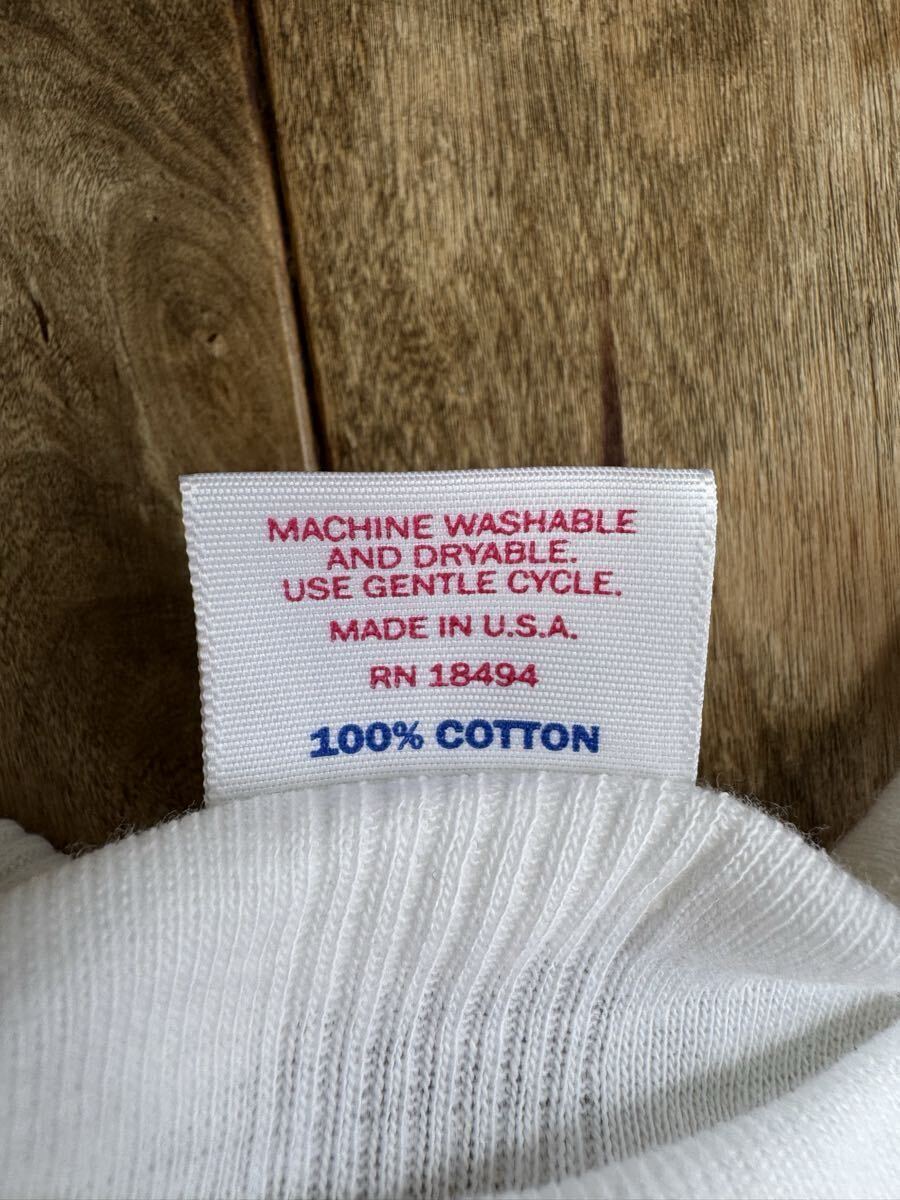 MACHINE WASHABLE
AND DRYABLE.
USE GENTLE CYCLE.
MADE IN U.S.A.
RN 18494
100% COTTON